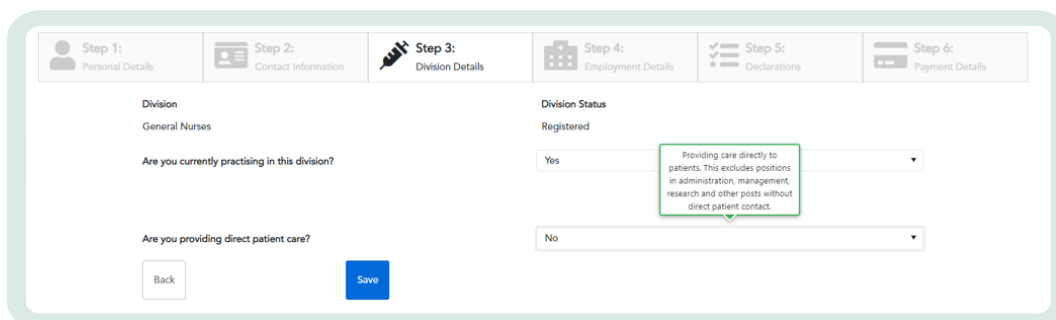 Step 1:
Personal Details
Step 2:
Contact Information
Step 3:
Division Details
Step 4:
Employment Details
Step 5:
Declarations
Step 6:
Payment Details
Division
Division Status
General Nurses
Registered
Are you currently practising in this division?
Yes
Providing care directly to
patients. This excludes positions
in administration, management,
research and other posts without
direct patient contact.
Are you providing direct patient care?
No
Back
Save